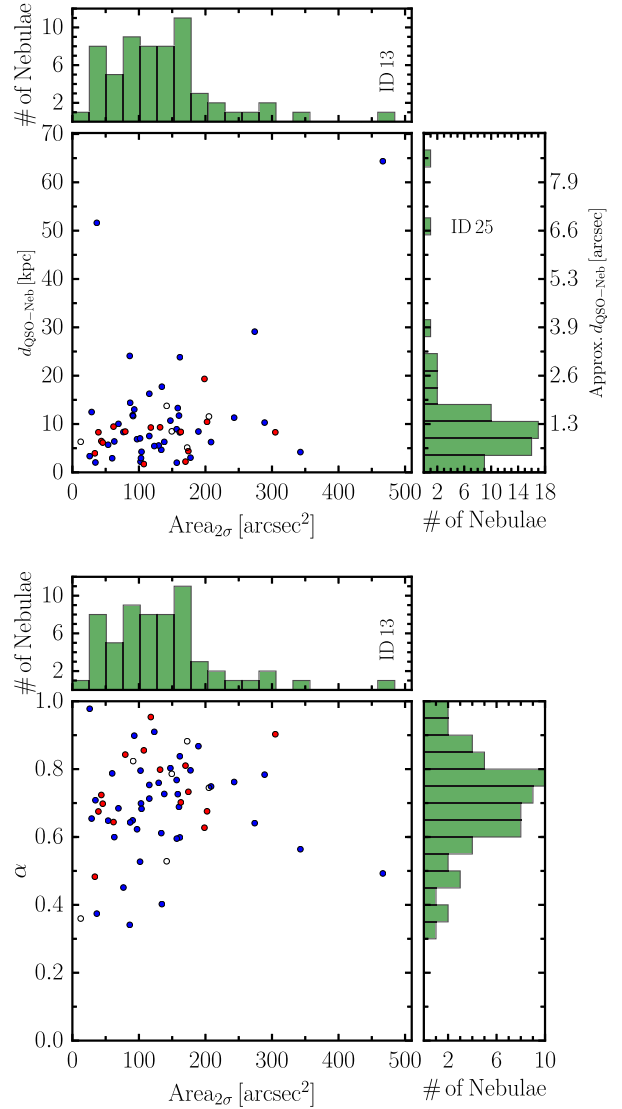 # of Nebulae
10
6
2
ID 13
70
60
50
40
30
20
10
0
d_QSO−Neb [kpc]
0 100 200 300 400 500
Area_2σ [arcsec²]
ID 25
7.9
6.6
5.3
3.9
2.6
1.3
Approx. d_QSO−Neb [arcsec]
2 6 10 14 18
# of Nebulae
# of Nebulae
10
6
2
ID 13
1.0
0.8
0.6
0.4
0.2
0.0
α
0 100 200 300 400 500
Area_2σ [arcsec²]
2 4 6 8 10
# of Nebulae